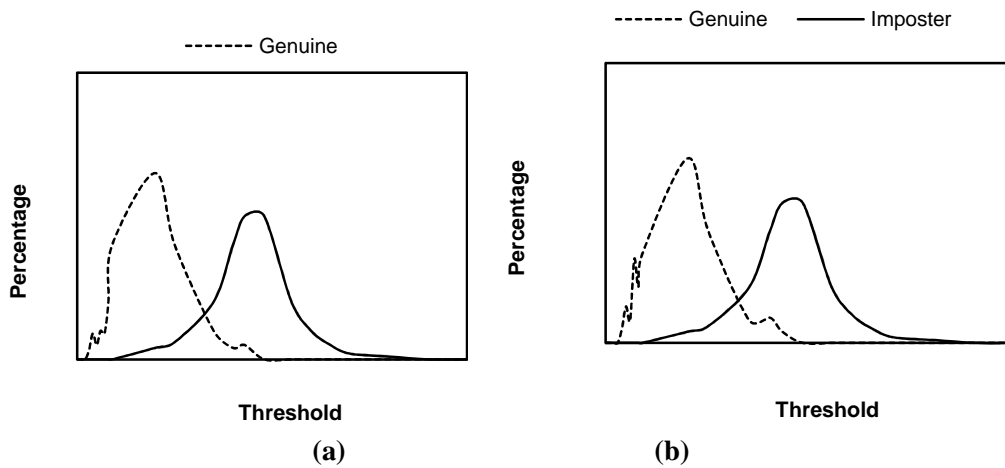 Genuine
Percentage
Threshold
(a)
Genuine Imposter
Percentage
Threshold
(b)